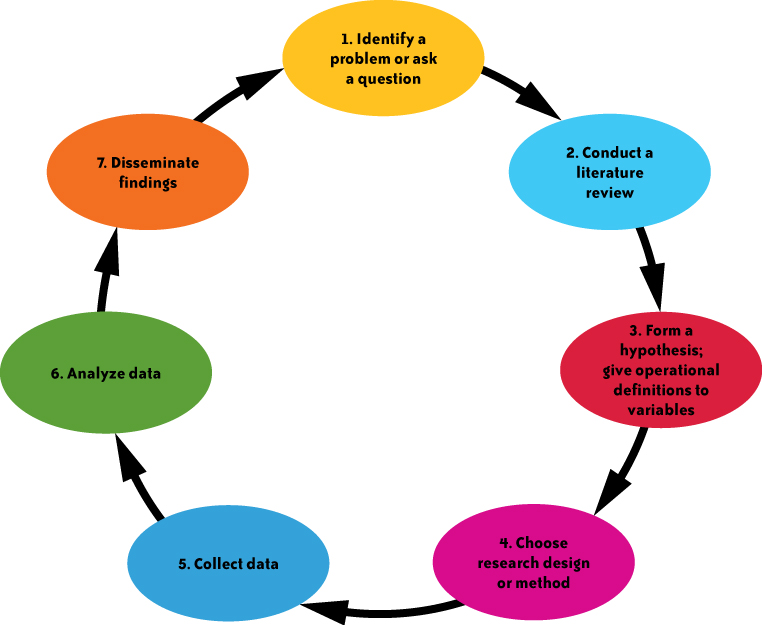 1. Identify a
problem or ask
a question
2. Conduct a
literature
review
3. Form a
hypothesis;
give operational
definitions to
variables
4. Choose
research design
or method
5. Collect data
6. Analyze data
7. Disseminate
findings